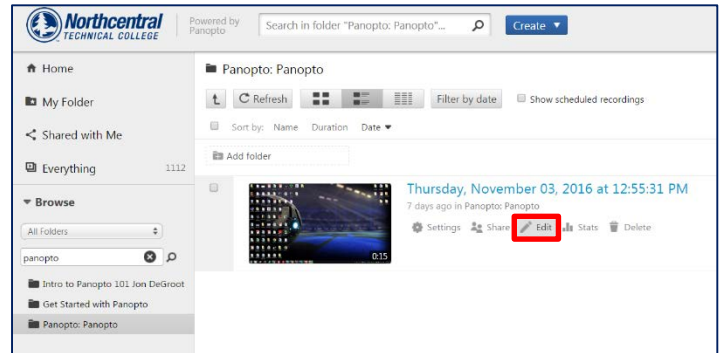 Northcentral
TECHNICAL COLLEGE
Powered by
Panopto
Search in folder "Panopto: Panopto"...
Create
Home
My Folder
Shared with Me
Everything 1112
Browse
All Folders
panopto
Intro to Panopto 101 Jon DeGroot
Get Started with Panopto
Panopto: Panopto
Panopto: Panopto
Refresh Filter by date Show scheduled recordings
Sort by: Name Duration Date
Add folder
Thursday, November 03, 2016 at 12:55:31 PM
7 days ago in Panopto: Panopto
Settings Share Edit Stats Delete
0:15